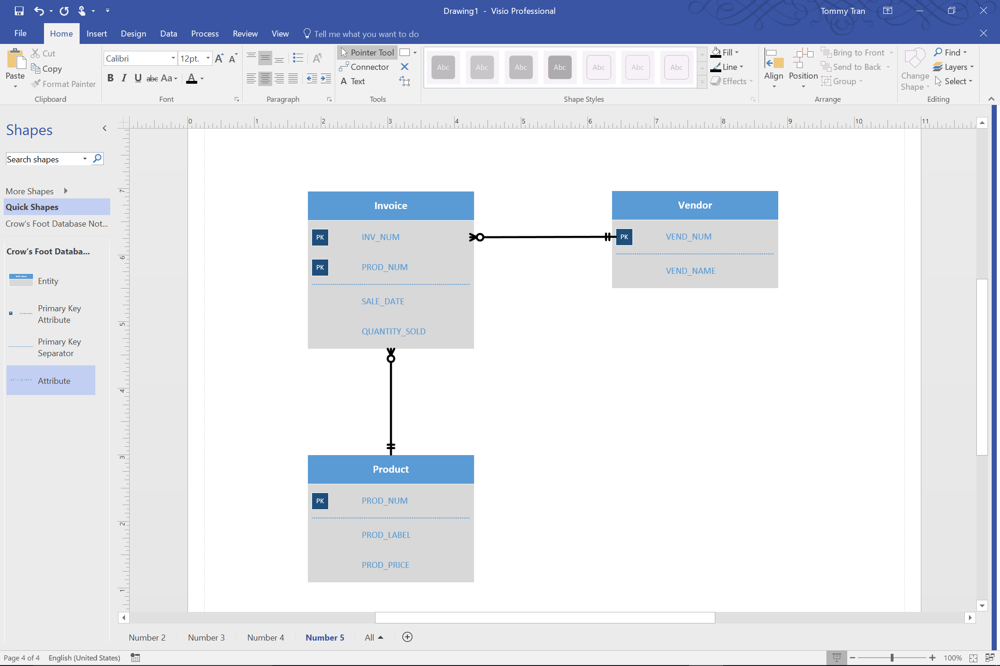 Drawing1 - Visio Professional
Tommy Tran
File Home Insert Design Data Process Review View Tell me what you want to do
Paste
Cut
Copy
Format Painter
Clipboard
Calibri 12pt. A A
B I U abc Aa A
Font
A
Paragraph
Pointer Tool
Connector
A Text
Tools
Abc Abc Abc Abc Abc Abc Abc
Shape Styles
Fill
Line
Effects
Align
Position
Bring to Front
Send to Back
Group
Arrange
Change
Shape
Find
Layers
Select
Editing
Shapes
Search shapes
More Shapes
Quick Shapes
Crow's Foot Database Not...
Crow's Foot Databa...
Entity
Primary Key
Attribute
Primary Key
Separator
Attribute
0 1 2 3 4 5 6 7 8 9 10 11
7
6
5
4
3
2
1
Invoice
PK INV_NUM
PK PROD_NUM
SALE_DATE
QUANTITY_SOLD
Vendor
PK VEND_NUM
VEND_NAME
Product
PK PROD_NUM
PROD_LABEL
PROD_PRICE
Number 2 Number 3 Number 4 Number 5 All
Page 4 of 4 English (United States)
100%